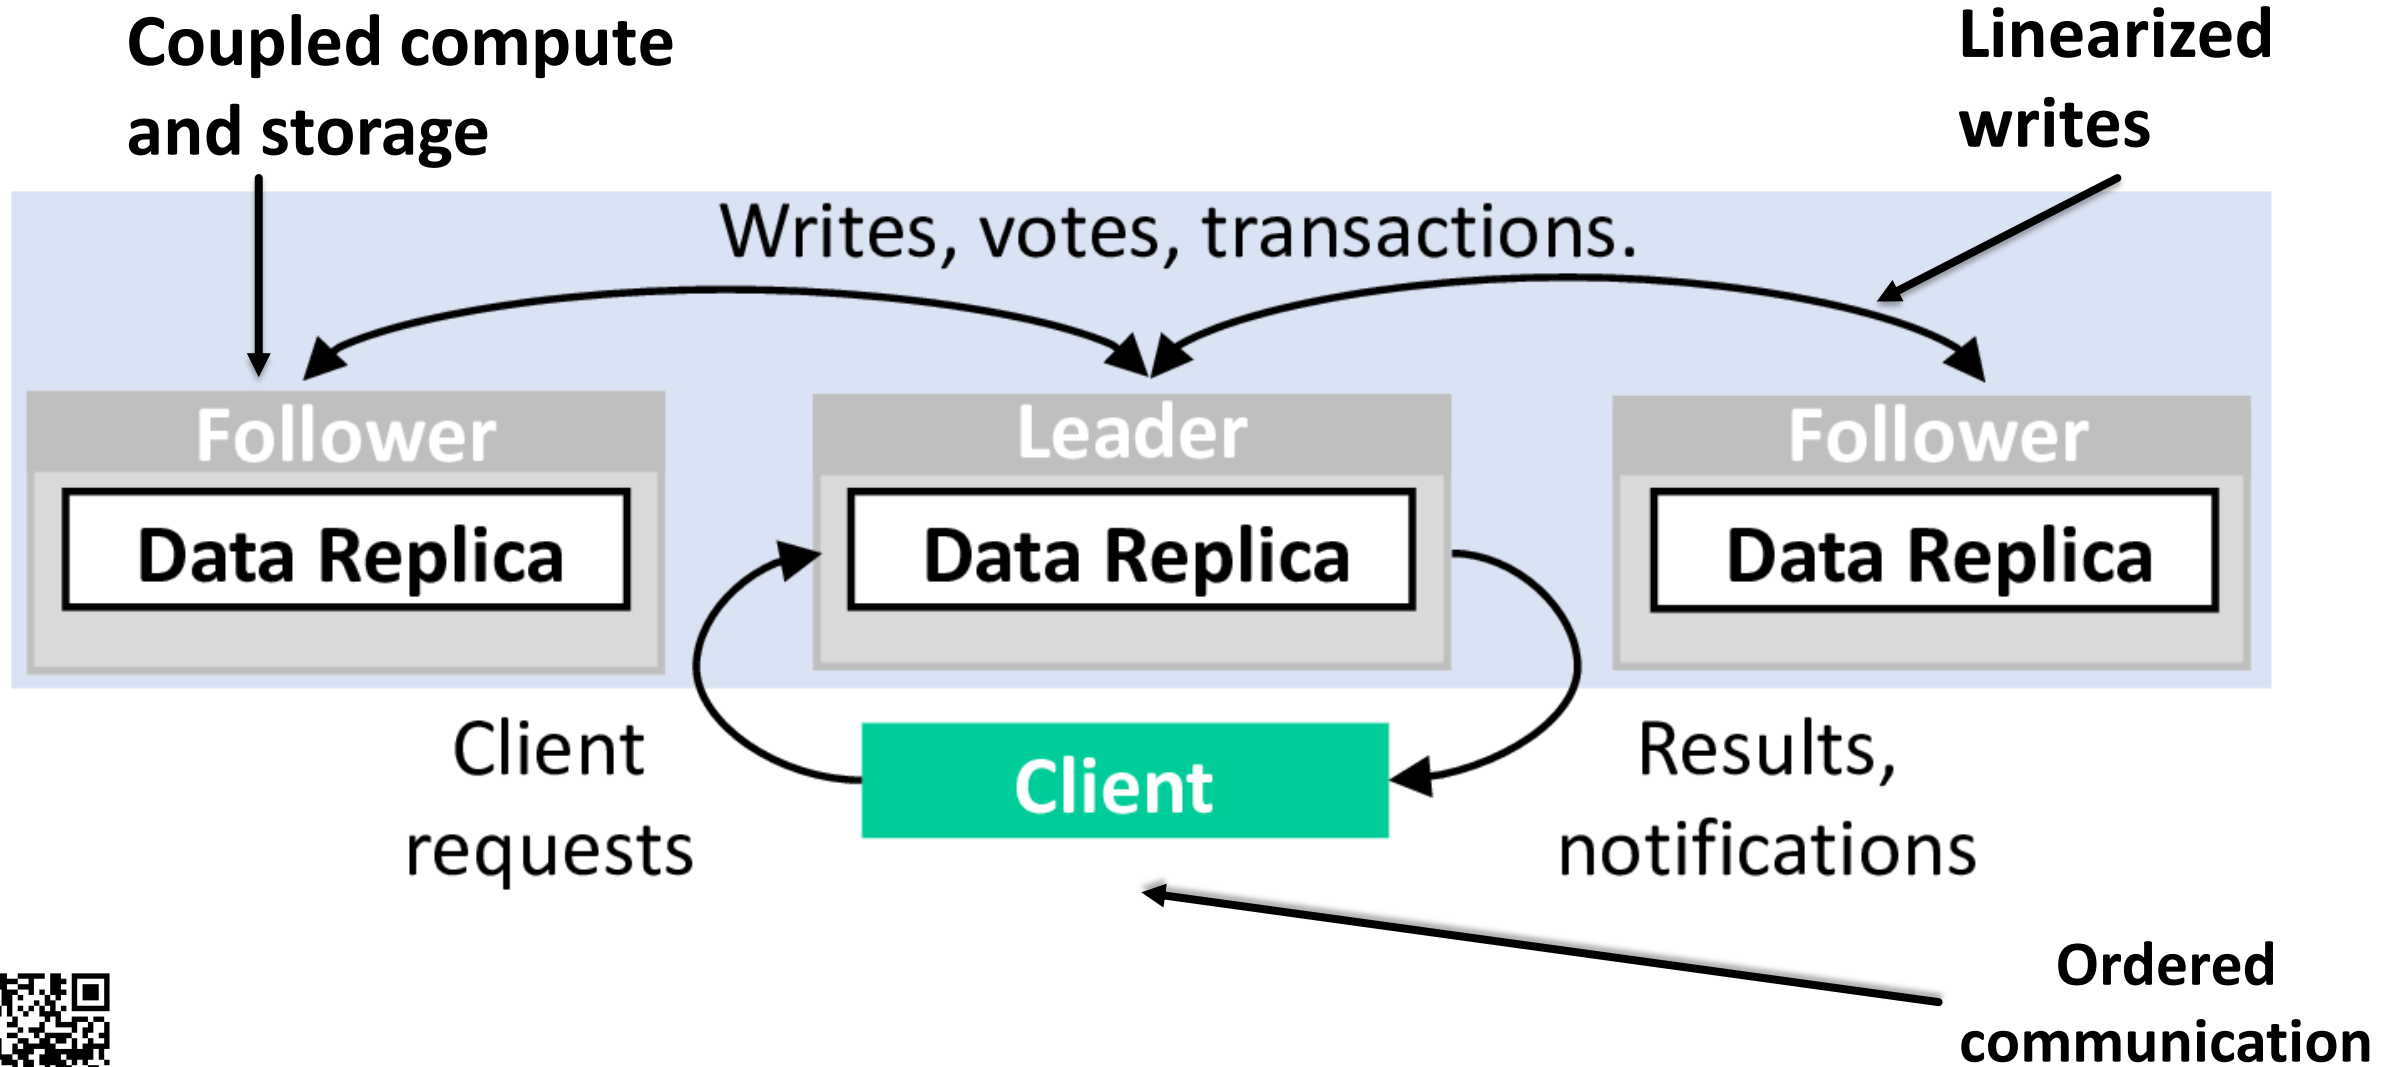 Coupled compute
and storage
Linearized
writes
Writes, votes, transactions.
Follower
Data Replica
Leader
Data Replica
Follower
Data Replica
Client
requests
Client
Results,
notifications
Ordered
communication